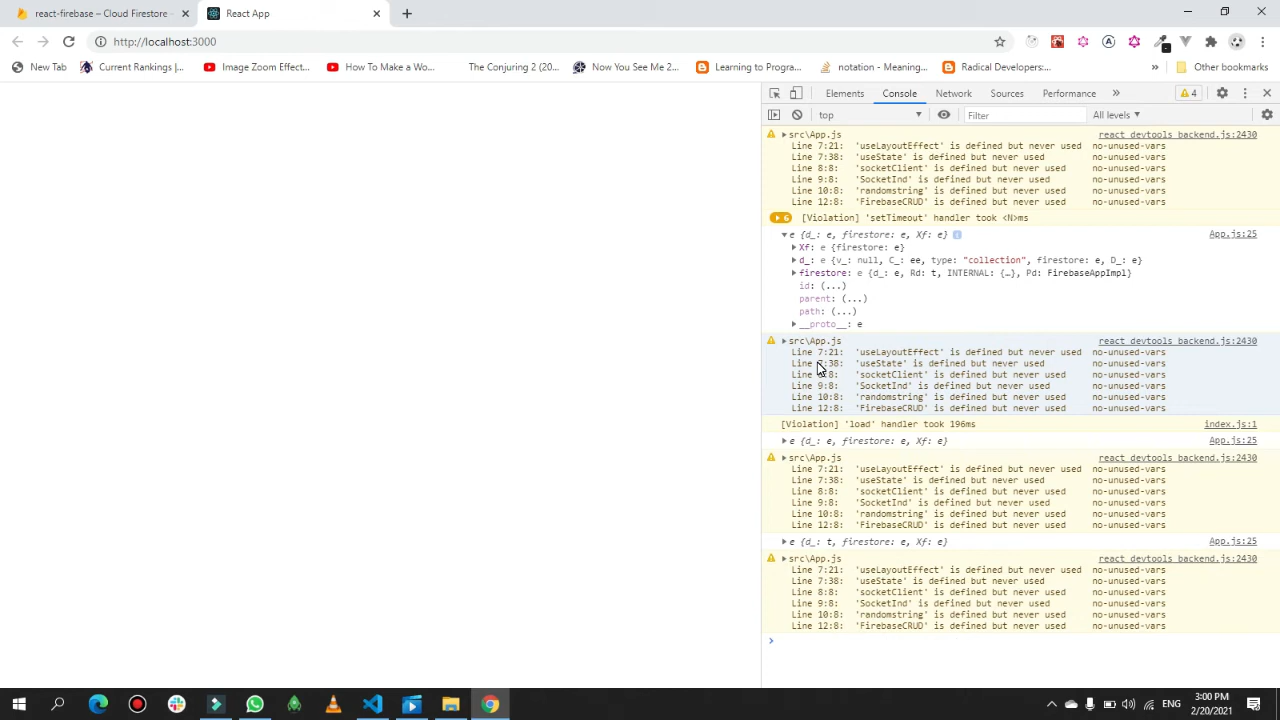 react-firebase – Cloud Firestore -
React App
http://localhost:3000
New Tab
Current Rankings |...
Image Zoom Effect...
How To Make a Wo...
The Conjuring 2 (20...
Now You See Me 2...
Learning to Progra...
notation - Meaning...
Radical Developers:...
»
Other bookmarks
Elements
Console
Network
Sources
Performance
»
4
top
Filter
All levels
src\App.js react devtools backend.js:2430
Line 7:21: 'useLayoutEffect' is defined but never used no-unused-vars
Line 7:38: 'useState' is defined but never used no-unused-vars
Line 8:8: 'socketClient' is defined but never used no-unused-vars
Line 9:8: 'SocketInd' is defined but never used no-unused-vars
Line 10:8: 'randomstring' is defined but never used no-unused-vars
Line 12:8: 'FirebaseCRUD' is defined but never used no-unused-vars
6 [Violation] 'setTimeout' handler took <N>ms
e {d_: e, firestore: e, Xf: e} i App.js:25
Xf: e {firestore: e}
d_: e {v_: null, C_: ee, type: "collection", firestore: e, D_: e}
firestore: e {d_: e, Rd: t, INTERNAL: {…}, Pd: FirebaseAppImpl}
id: (...)
parent: (...)
path: (...)
__proto__: e
src\App.js react devtools backend.js:2430
Line 7:21: 'useLayoutEffect' is defined but never used no-unused-vars
Line :38: 'useState' is defined but never used no-unused-vars
Line :8: 'socketClient' is defined but never used no-unused-vars
Line 9:8: 'SocketInd' is defined but never used no-unused-vars
Line 10:8: 'randomstring' is defined but never used no-unused-vars
Line 12:8: 'FirebaseCRUD' is defined but never used no-unused-vars
[Violation] 'load' handler took 196ms index.js:1
e {d_: e, firestore: e, Xf: e} App.js:25
src\App.js react devtools backend.js:2430
Line 7:21: 'useLayoutEffect' is defined but never used no-unused-vars
Line 7:38: 'useState' is defined but never used no-unused-vars
Line 8:8: 'socketClient' is defined but never used no-unused-vars
Line 9:8: 'SocketInd' is defined but never used no-unused-vars
Line 10:8: 'randomstring' is defined but never used no-unused-vars
Line 12:8: 'FirebaseCRUD' is defined but never used no-unused-vars
e {d_: t, firestore: e, Xf: e} App.js:25
src\App.js react devtools backend.js:2430
Line 7:21: 'useLayoutEffect' is defined but never used no-unused-vars
Line 7:38: 'useState' is defined but never used no-unused-vars
Line 8:8: 'socketClient' is defined but never used no-unused-vars
Line 9:8: 'SocketInd' is defined but never used no-unused-vars
Line 10:8: 'randomstring' is defined but never used no-unused-vars
Line 12:8: 'FirebaseCRUD' is defined but never used no-unused-vars
ENG
3:00 PM
2/20/2021